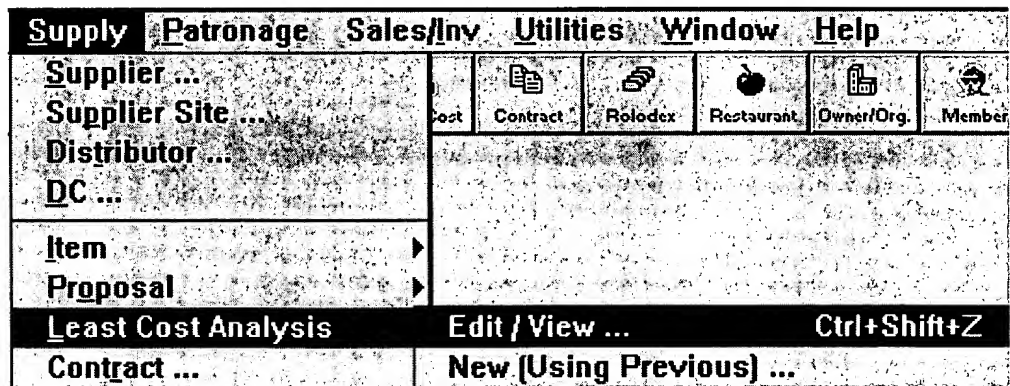 Supply Patronage Sales/Inv Utilities Window Help
Supplier ...
Supplier Site ...
Distributor ...
DC ...
Cost Contract Rolodex Restaurant Owner/Org. Member
Item
Proposal
Least Cost Analysis
Contract ...
Edit / View ... Ctrl+Shift+Z
New (Using Previous) ...